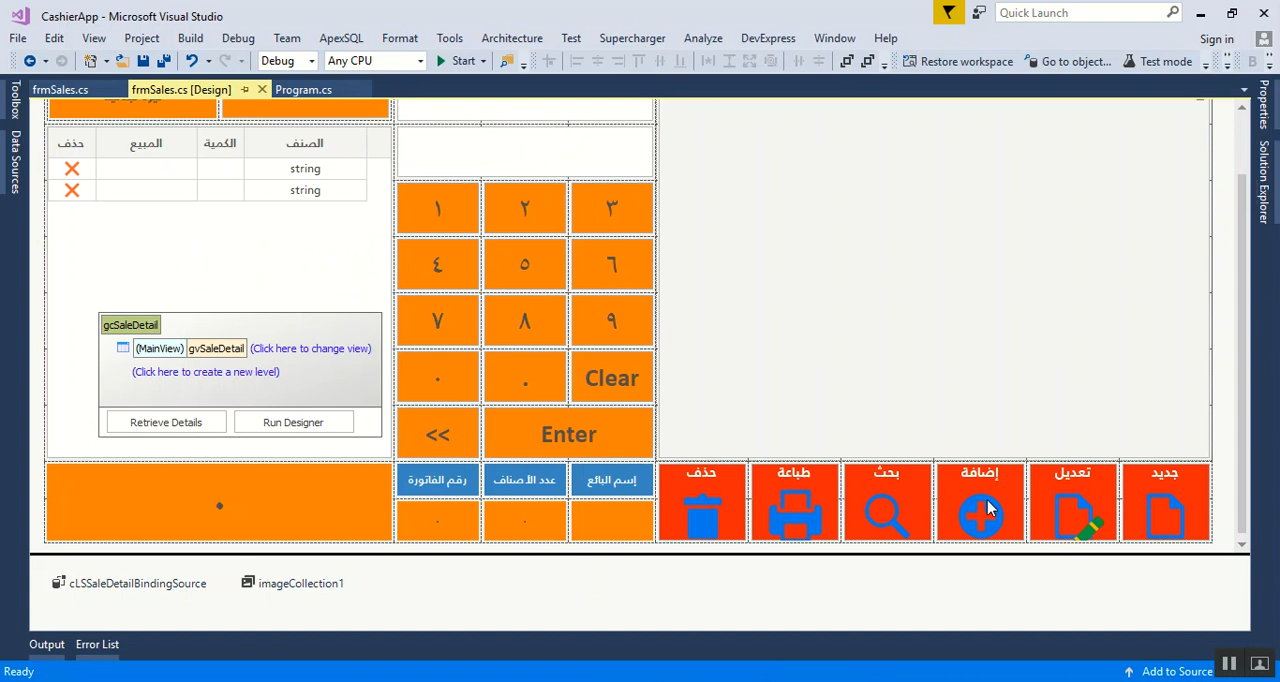 CashierApp - Microsoft Visual Studio
Quick Launch
File Edit View Project Build Debug Team ApexSQL Format Tools Architecture Test Supercharger Analyze DevExpress Window Help
Sign in
Debug Any CPU Start Restore workspace Go to object... Test mode
frmSales.cs frmSales.cs [Design] Program.cs
Toolbox
Data Sources
Properties
Solution Explorer
الصنف الكمية المبيع حذف
string
string
gcSaleDetail
(MainView) gvSaleDetail (Click here to change view)
(Click here to create a new level)
Retrieve Details Run Designer
١ ٢ ٣
٤ ٥ ٦
٧ ٨ ٩
٠ . Clear
<< Enter
إسم البائع عدد الأصناف رقم الفاتورة
جديد تعديل إضافة بحث طباعة حذف
cLSSaleDetailBindingSource imageCollection1
Output Error List
Ready
Add to Source